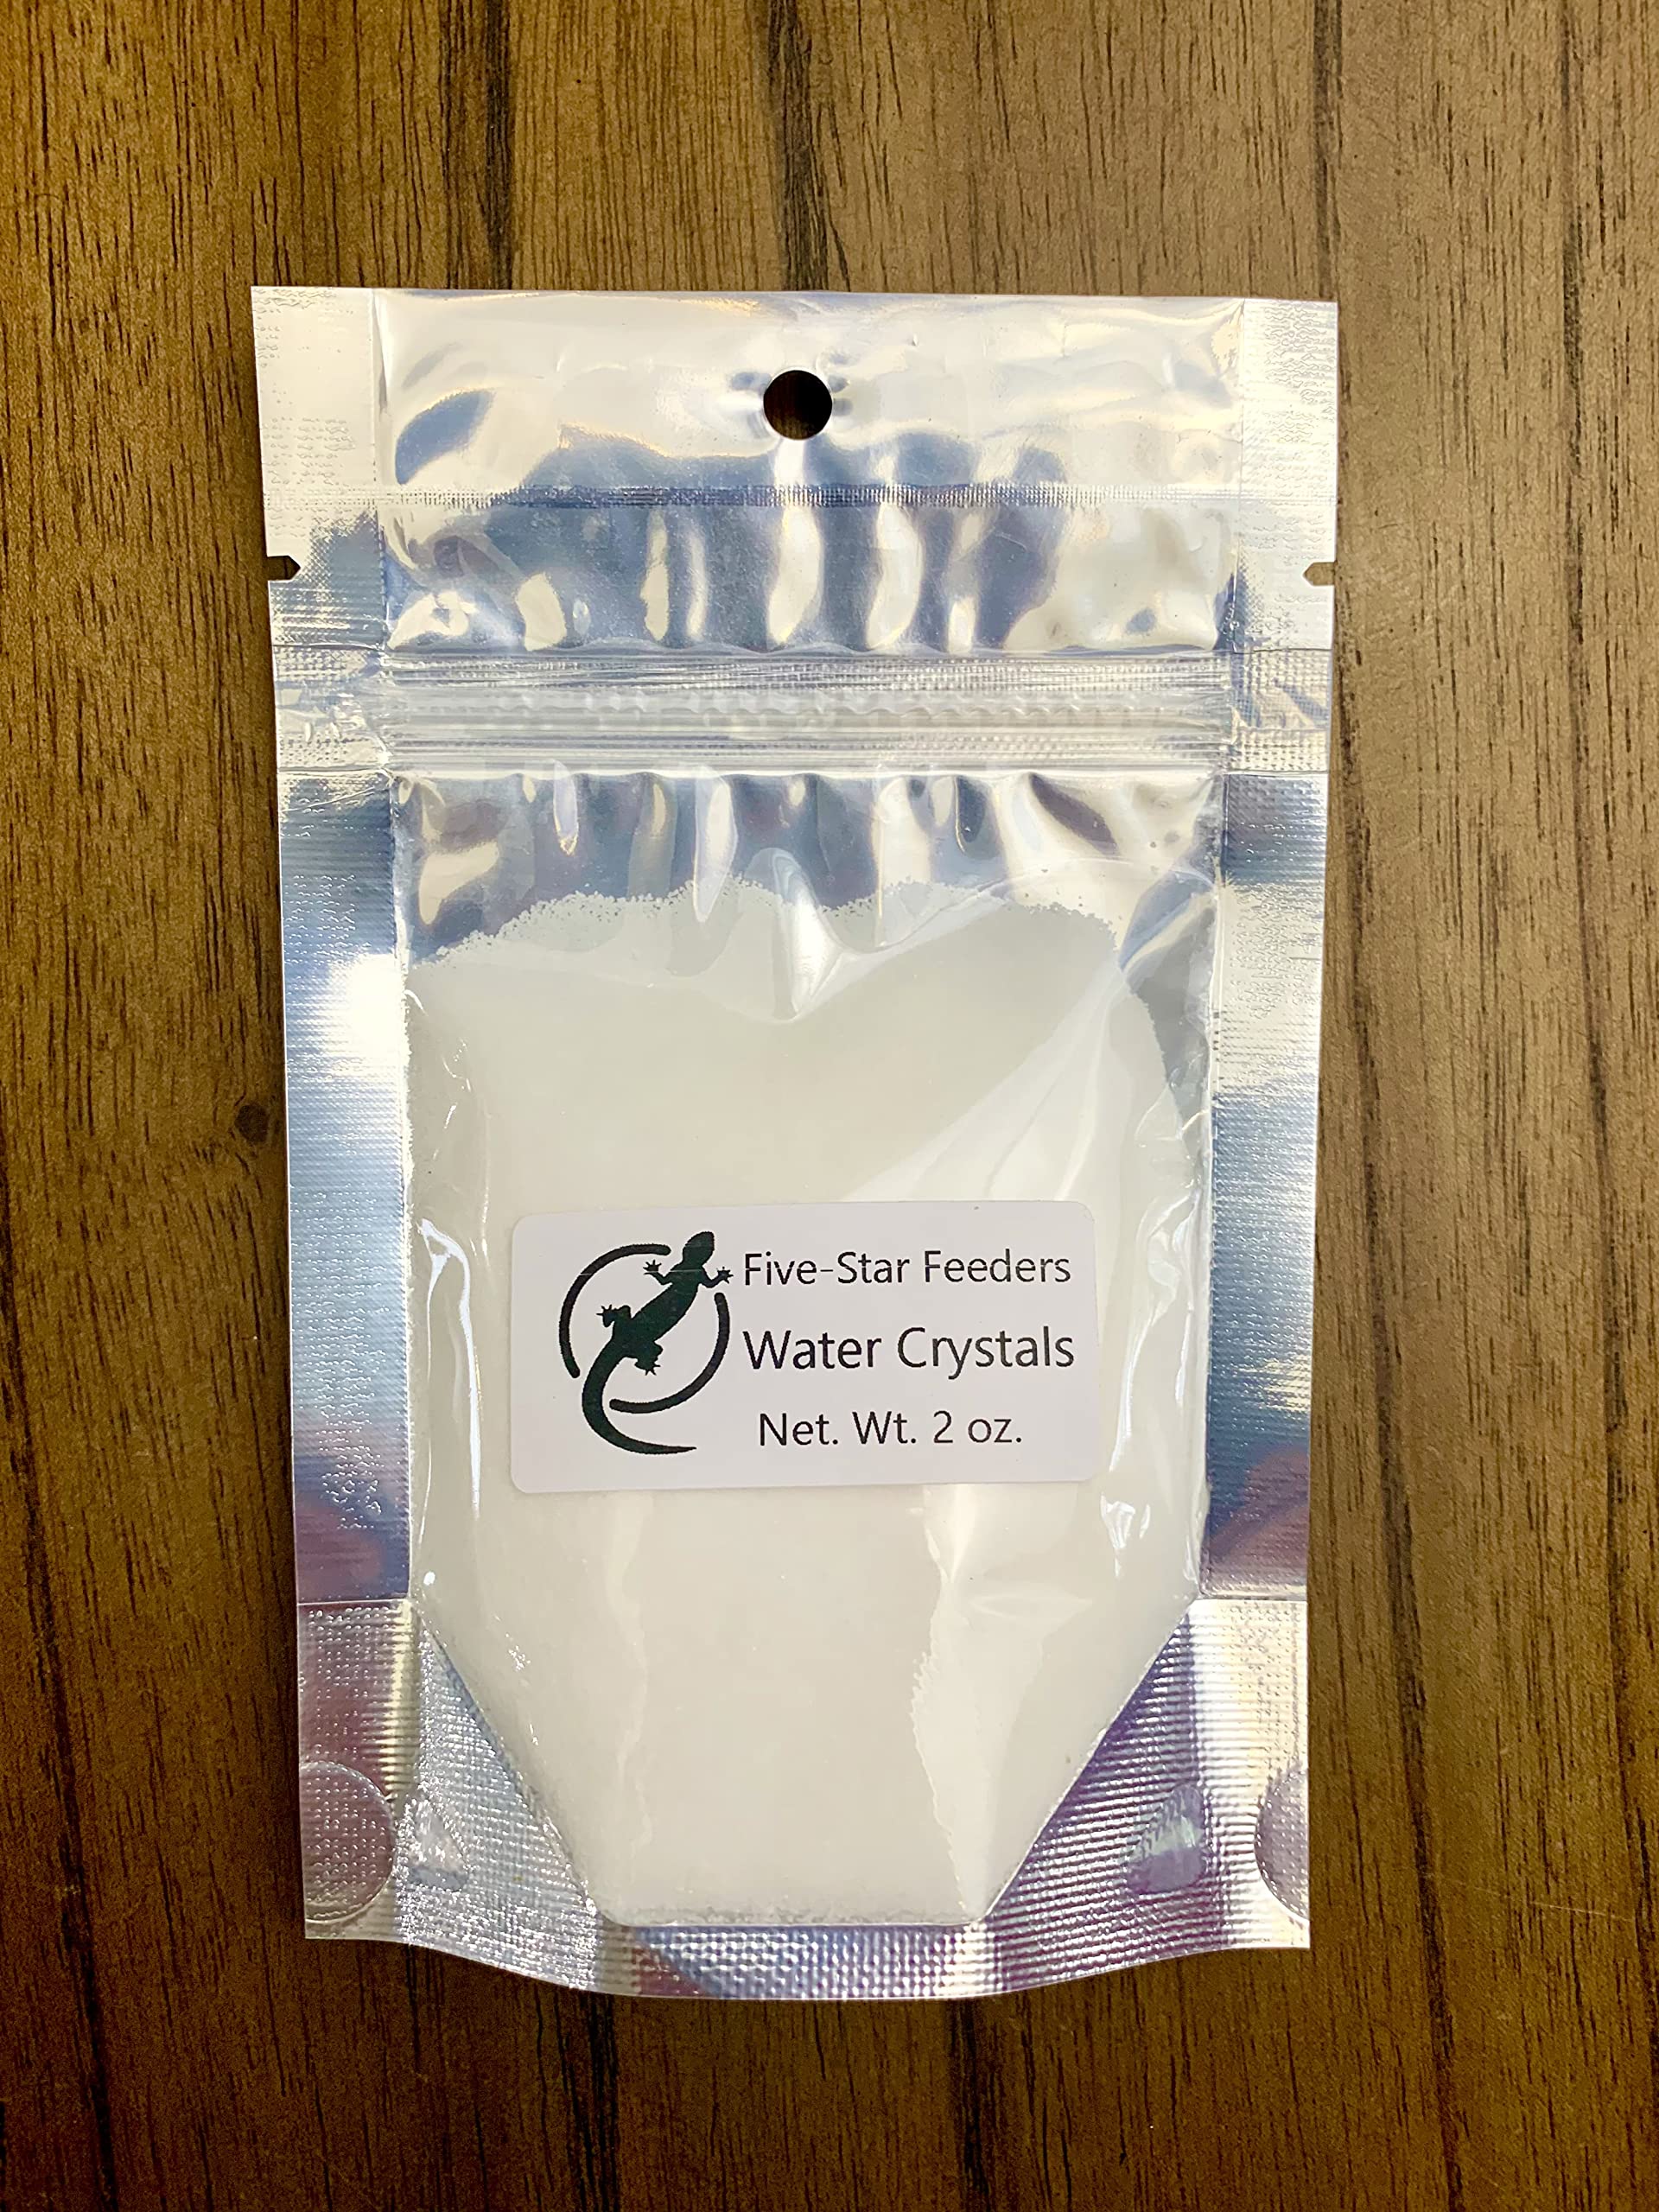 Five-Star Feeders
Water Crystals
Net. Wt. 2 oz.